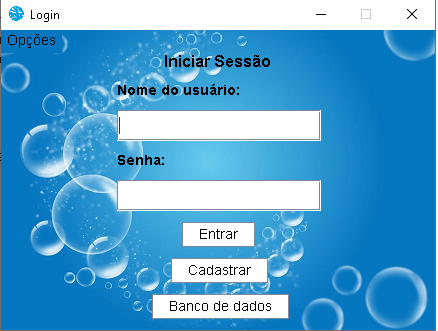 Login
Opções
Iniciar Sessão
Nome do usuário:
Senha:
Entrar
Cadastrar
Banco de dados